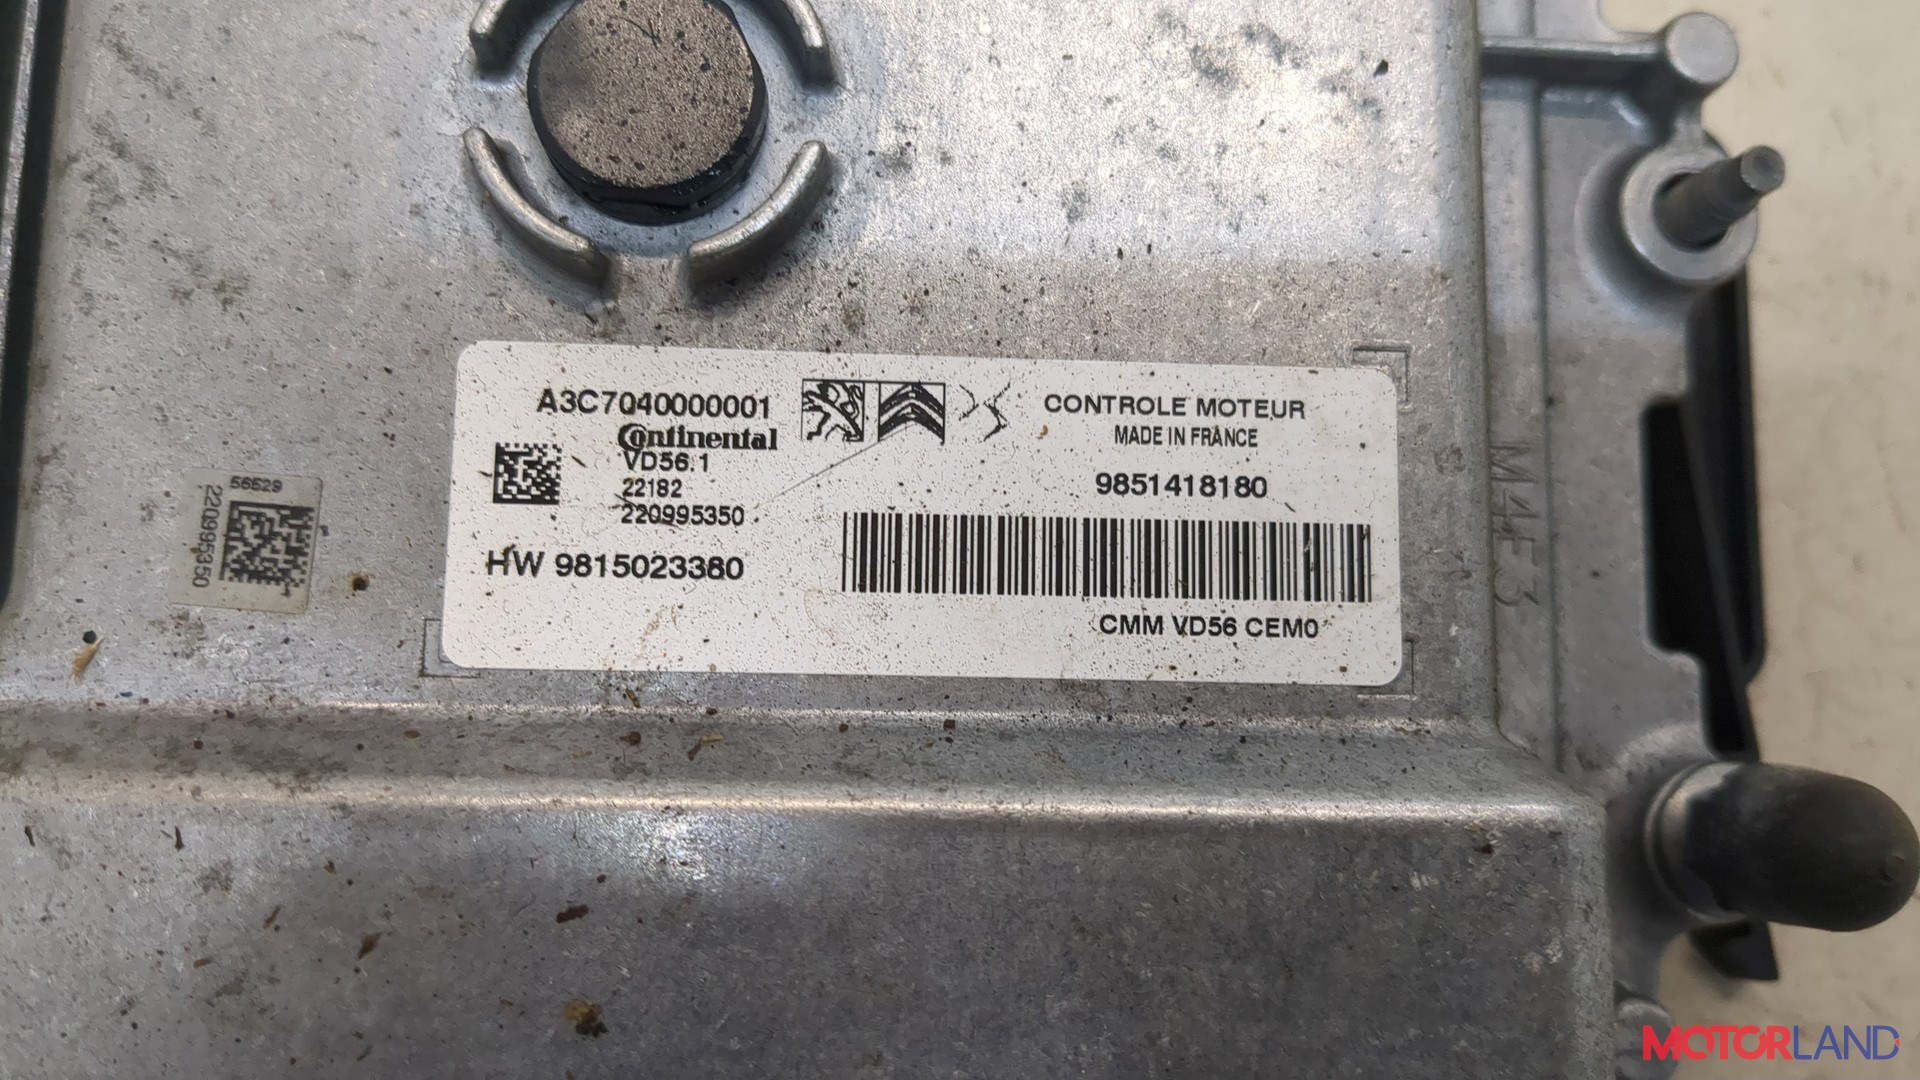 A3C7040000001
Continental
VD56.1
22182
220995350
HW 9815023380
CONTROLE MOTEUR
MADE IN FRANCE
9851418180
CMM VD56 CEM0
56529
220995350
M4F3
MOTORLAND